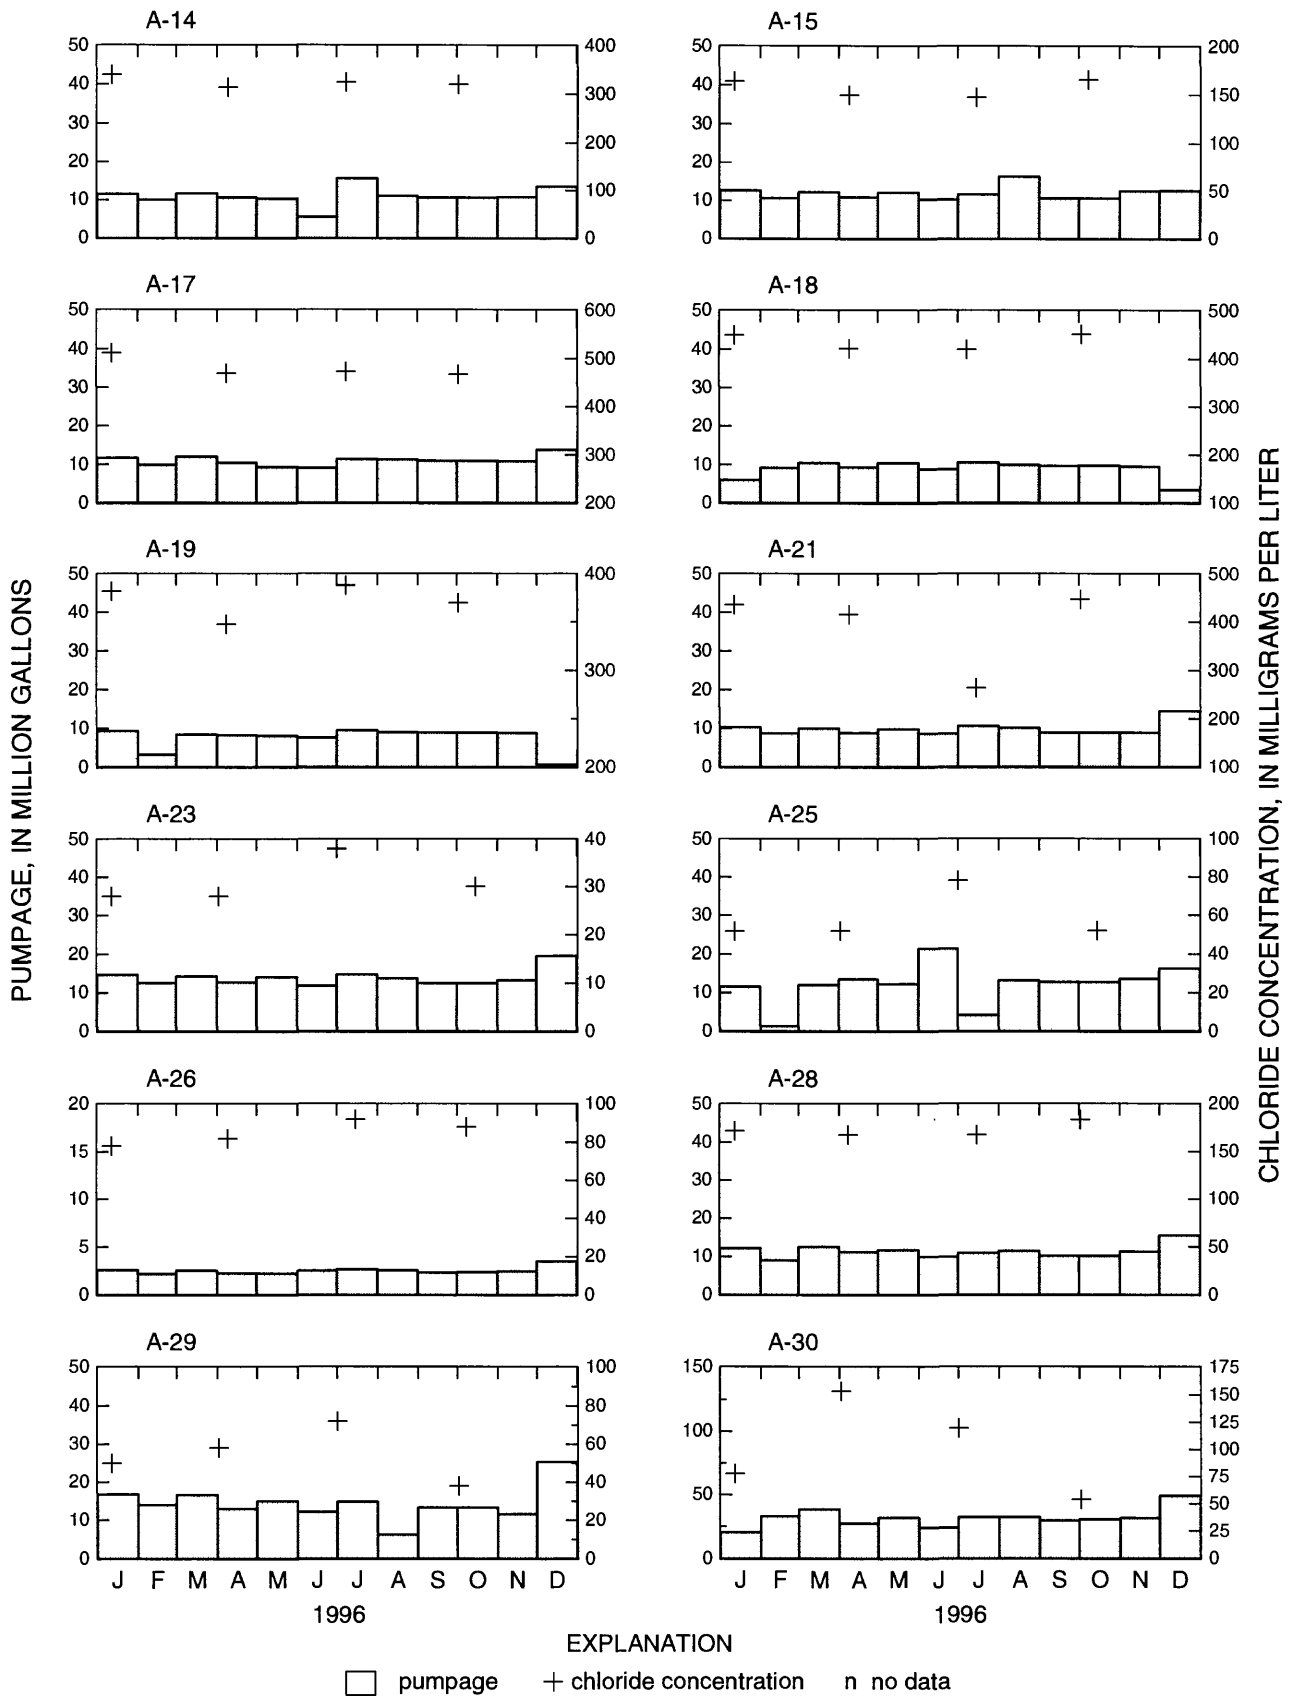 A-14
A-15
50 400 50 200
40 300 40 150
30 200 30 100
20 100 20 50
10 0 10 0
0 0
A-17
A-18
50 600 50 500
40 500 40 400
30 400 30 300
20 300 20 200
10 200 10 100
0 0
A-19
A-21
50 400 50 500
40 300 40 400
30 200 30 300
20 20 200
10 10 100
0 0
A-23
A-25
50 40 50 100
40 30 40 80
30 20 30 60
20 10 20 40
10 0 10 20
0 0 0
A-26
A-28
20 100 50 200
15 80 40 150
10 60 30 100
5 40 20 50
0 20 10 0
0 0
A-29
A-30
50 100 150 175
40 80 100 150
30 60 50 125
20 40 0 100
10 20 75
0 0 50
25
0
J F M A M J J A S O N D
J F M A M J J A S O N D
1996
1996
PUMPAGE, IN MILLION GALLONS
CHLORIDE CONCENTRATION, IN MILLIGRAMS PER LITER
EXPLANATION
pumpage + chloride concentration n no data